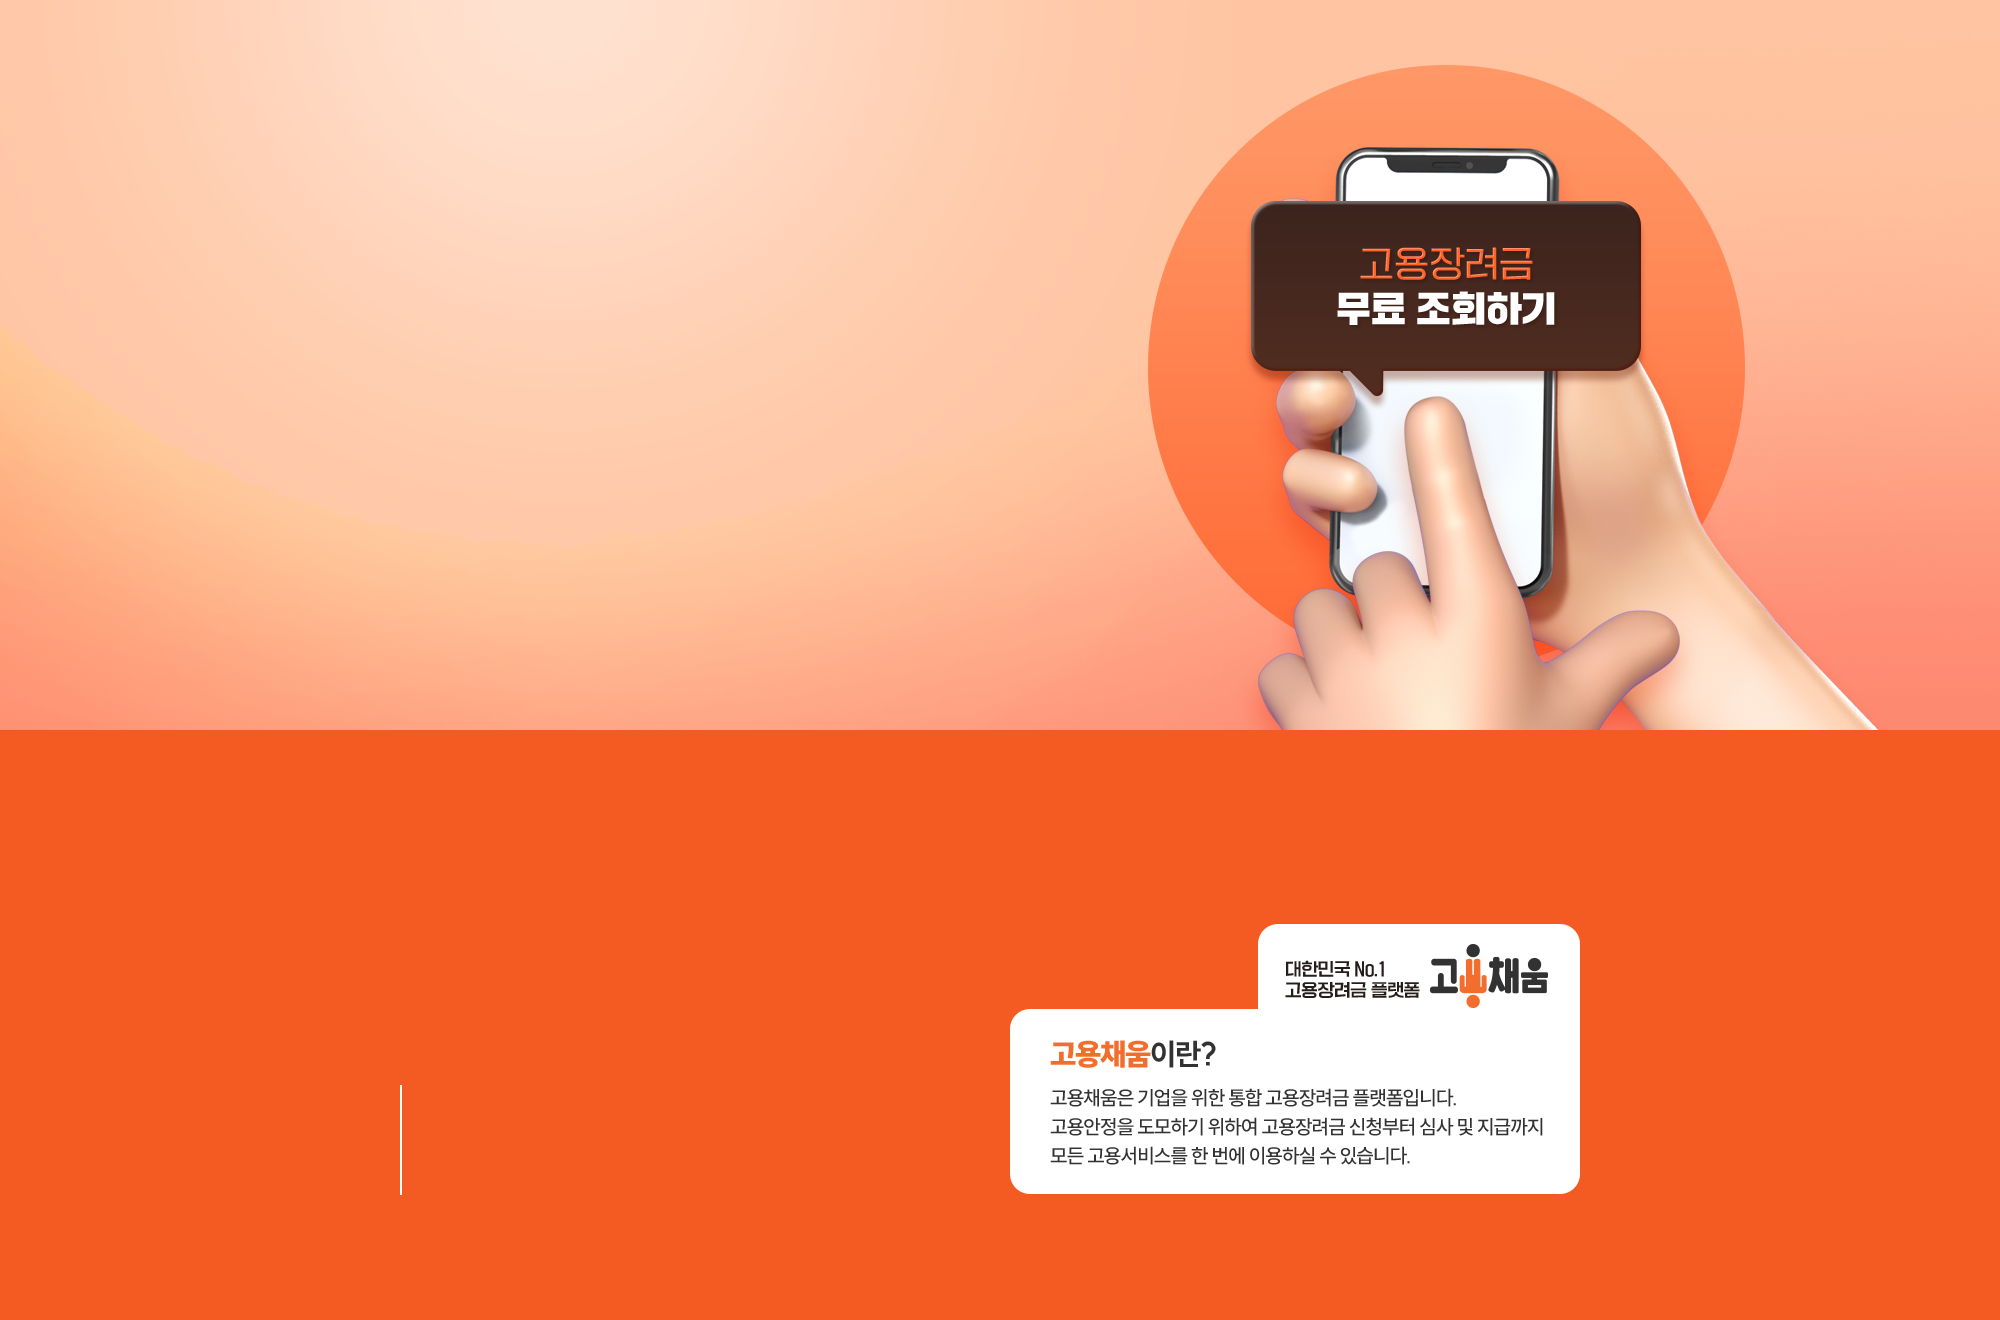 고용장려금
무료 조회하기
대한민국 No.1
고용장려금 플랫폼
고용채움
고용채움이란?
고용채움은 기업을 위한 통합 고용장려금 플랫폼입니다.
고용안정을 도모하기 위하여 고용장려금 신청부터 심사 및 지급까지
모든 고용서비스를 한 번에 이용하실 수 있습니다.